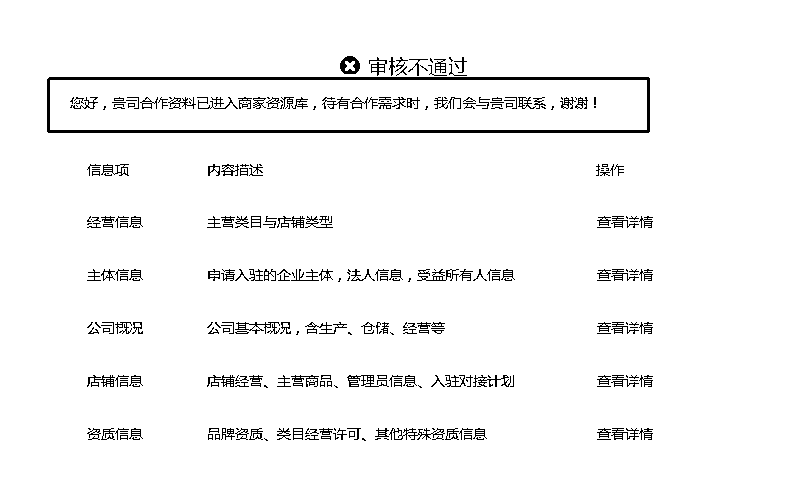 审核不通过
您好，贵司合作资料已进入商家资源库，待有合作需求时，我们会与贵司联系，谢谢！
信息项 内容描述 操作
经营信息 主营类目与店铺类型 查看详情
主体信息 申请入驻的企业主体，法人信息，受益所有人信息 查看详情
公司概况 公司基本概况，含生产、仓储、经营等 查看详情
店铺信息 店铺经营、主营商品、管理员信息、入驻对接计划 查看详情
资质信息 品牌资质、类目经营许可、其他特殊资质信息 查看详情